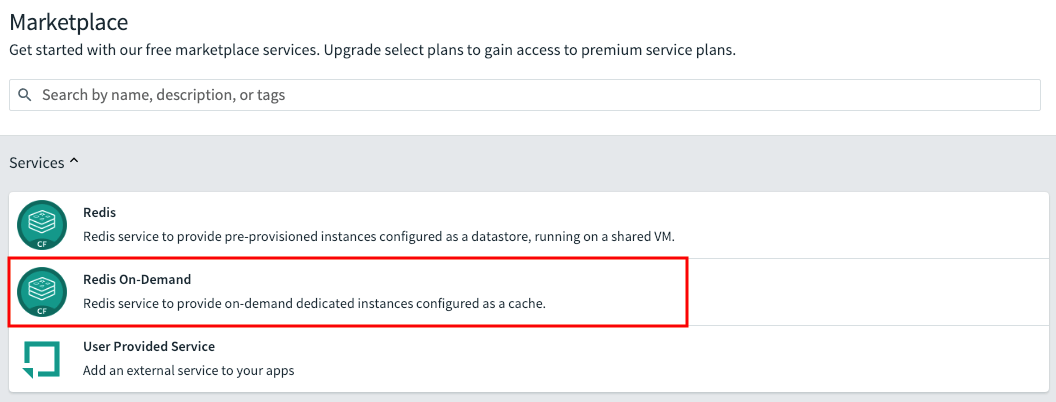 Marketplace
Get started with our free marketplace services. Upgrade select plans to gain access to premium service plans.
Search by name, description, or tags
Services
Redis
Redis service to provide pre-provisioned instances configured as a datastore, running on a shared VM.
CF
Redis On-Demand
Redis service to provide on-demand dedicated instances configured as a cache.
CF
User Provided Service
Add an external service to your apps